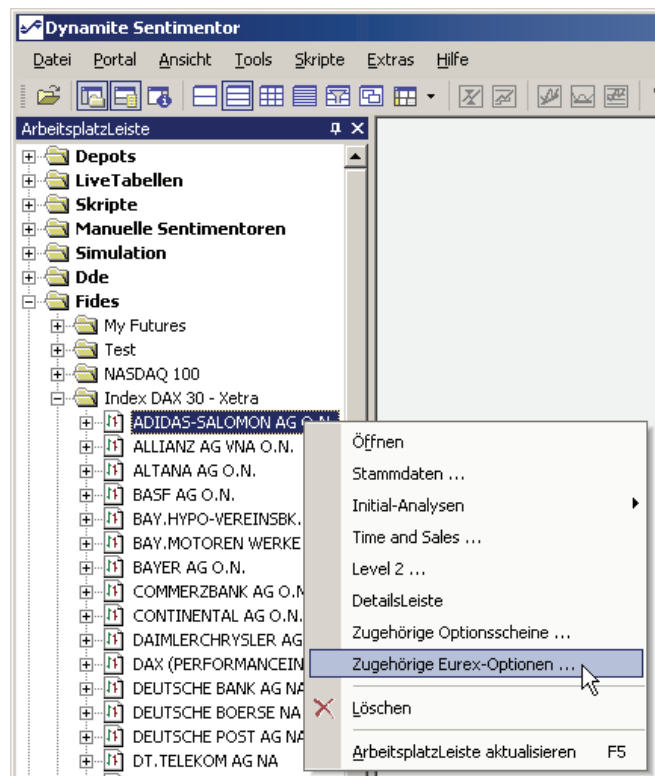 Dynamite Sentimentor
Datei Portal Ansicht Tools Skripte Extras Hilfe
ArbeitsplatzLeiste
Depots
LiveTabellen
Skripte
Manuelle Sentimentoren
Simulation
Dde
Fides
My Futures
Test
NASDAQ 100
Index DAX 30 - Xetra
ADIDAS-SALOMON AG O.N.
ALLIANZ AG VNA O.N.
ALTANA AG O.N.
BASF AG O.N.
BAY.HYPO-VEREINSBK.
BAY.MOTOREN WERKE
BAYER AG O.N.
COMMERZBANK AG O.N
CONTINENTAL AG O.N.
DAIMLERCHRYSLER AG
DAX (PERFORMANCEIN
DEUTSCHE BANK AG NA
DEUTSCHE BOERSE NA
DEUTSCHE POST AG NA
DT.TELEKOM AG NA
Öffnen
Stammdaten ...
Initial-Analysen
Time and Sales ...
Level 2 ...
DetailsLeiste
Zugehörige Optionsscheine ...
Zugehörige Eurex-Optionen ...
Löschen
ArbeitsplatzLeiste aktualisieren F5